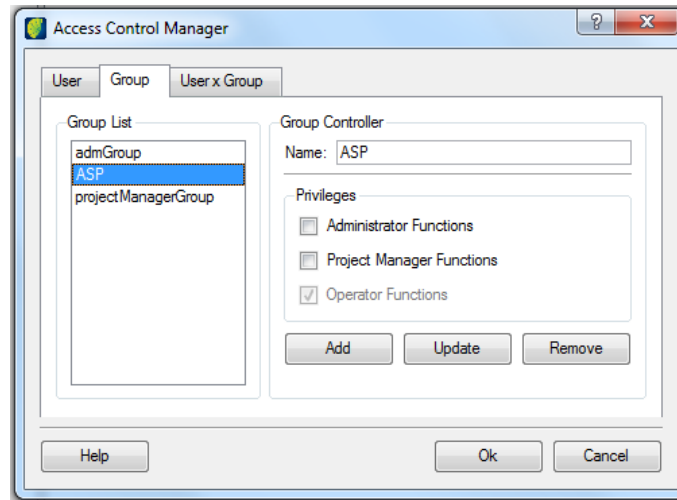 Access Control Manager
User Group User x Group
Group List
admGroup
ASP
projectManagerGroup
Group Controller
Name: ASP
Privileges
Administrator Functions
Project Manager Functions
Operator Functions
Add Update Remove
Help Ok Cancel